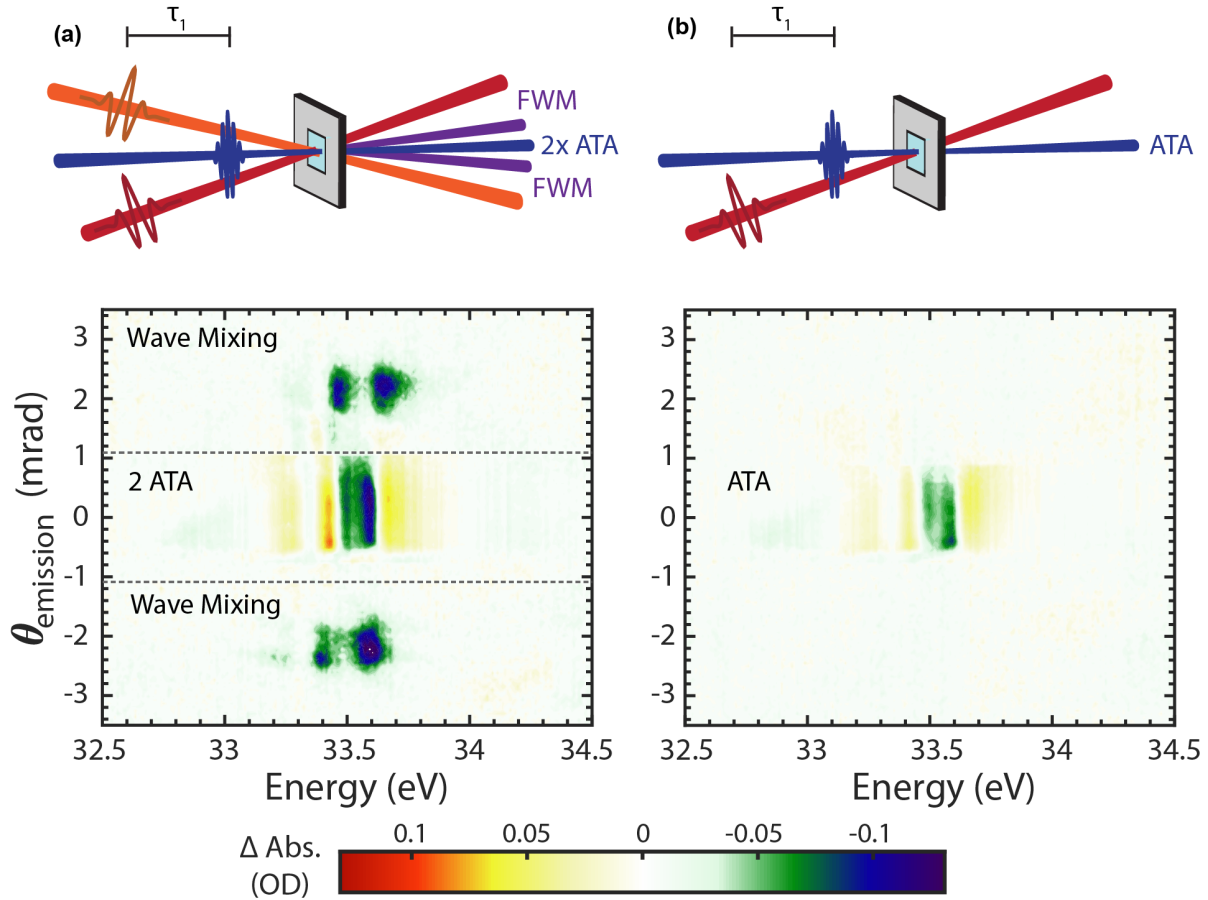 (a)
τ1
FWM
2x ATA
FWM
(b)
τ1
ATA
Wave Mixing
2 ATA
Wave Mixing
3
2
1
0
-1
-2
-3
θemission (mrad)
32.5 33 33.5 34 34.5
Energy (eV)
ATA
3
2
1
0
-1
-2
-3
32.5 33 33.5 34 34.5
Energy (eV)
Δ Abs.
(OD)
0.1 0.05 0 -0.05 -0.1